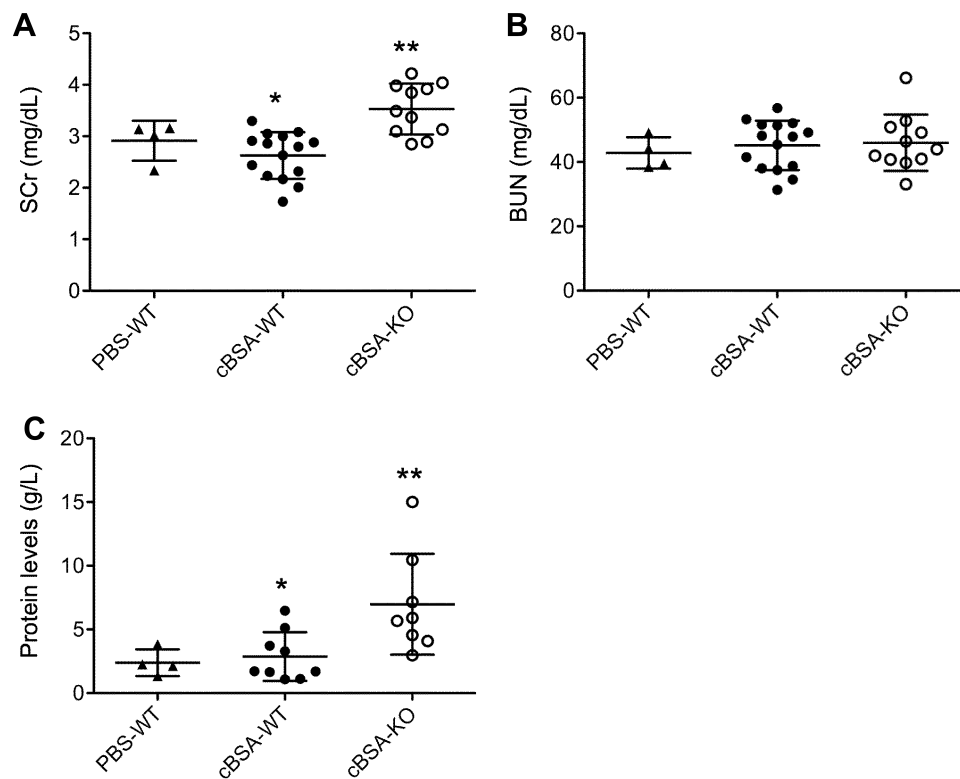 A
SCr (mg/dL)
5
4
3
2
1
0
*
**
PBS-WT
cBSA-WT
cBSA-KO
B
BUN (mg/dL)
80
60
40
20
0
PBS-WT
cBSA-WT
cBSA-KO
C
Protein levels (g/L)
20
15
10
5
0
*
**
PBS-WT
cBSA-WT
cBSA-KO